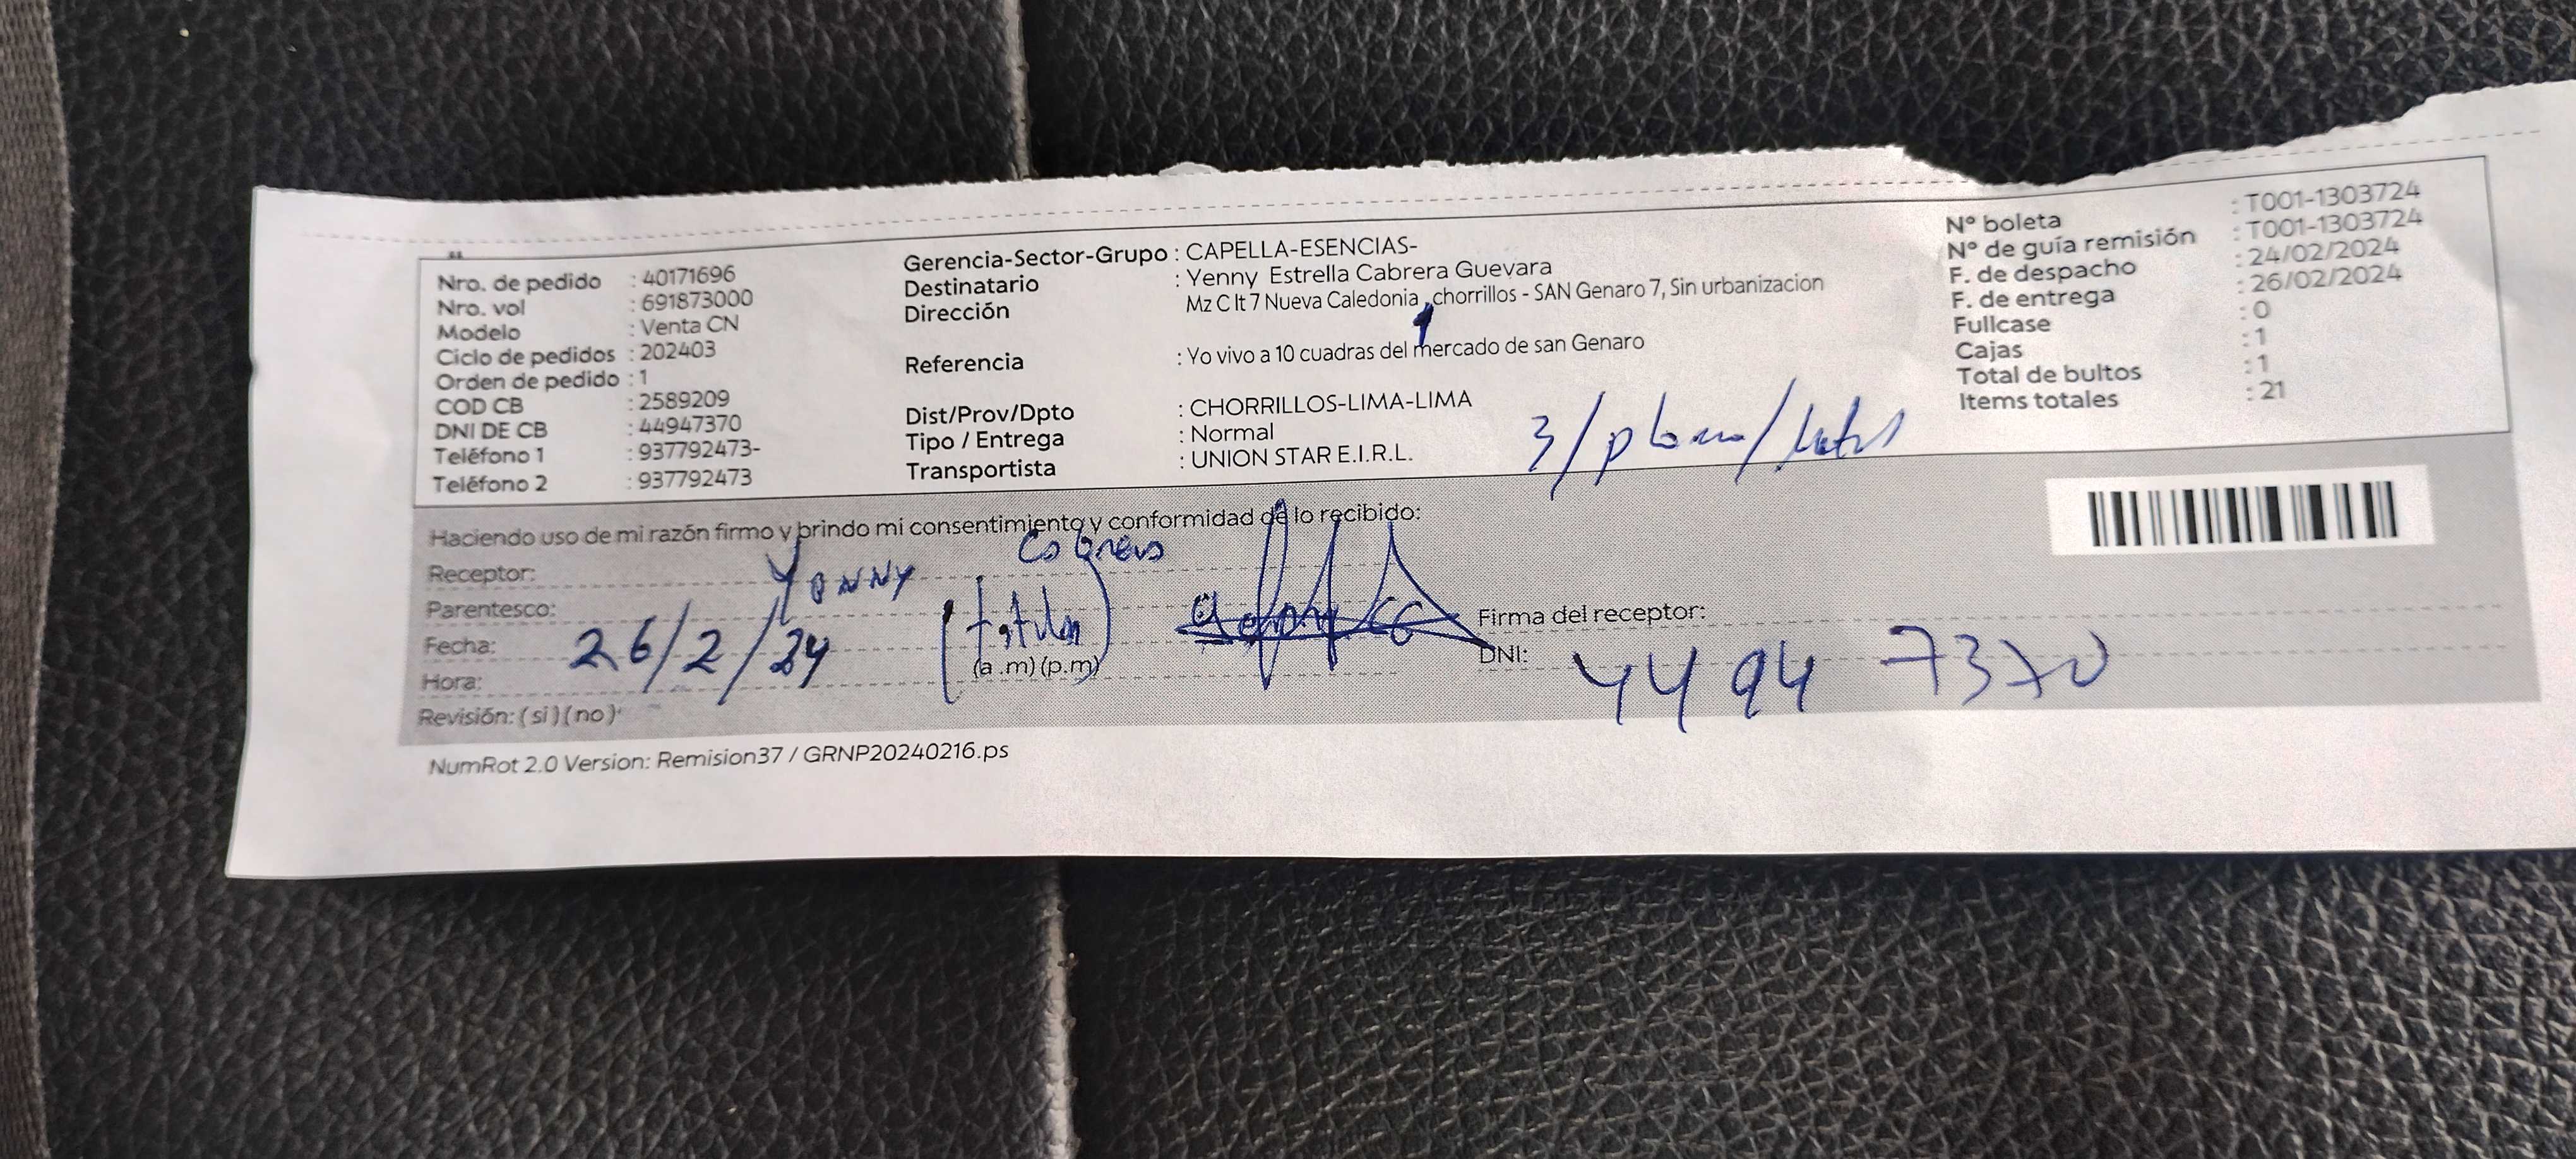 Nro. de pedido : 40171696
Nro. vol : 691873000
Modelo : Venta CN
Ciclo de pedidos : 202403
Orden de pedido : 1
COD CB : 2589209
DNI DE CB : 44947370
Teléfono 1 : 937792473-
Teléfono 2 : 937792473
Gerencia-Sector-Grupo : CAPELLA-ESENCIAS-
Destinatario : Yenny Estrella Cabrera Guevara
Dirección Mz C lt 7 Nueva Caledonia , chorrillos - SAN Genaro 7, Sin urbanizacion
Referencia : Yo vivo a 10 cuadras del mercado de san Genaro
Dist/Prov/Dpto : CHORRILLOS-LIMA-LIMA
Tipo / Entrega : Normal
Transportista : UNION STAR E.I.R.L.
Nº boleta : T001-1303724
Nº de guía remisión : T001-1303724
F. de despacho : 24/02/2024
F. de entrega : 26/02/2024
Fullcase : 0
Cajas : 1
Total de bultos : 1
Items totales : 21
3/
Haciendo uso de mi razón firmo y brindo mi consentimiento y conformidad de lo recibido:
Receptor: Yenny
Parentesco: (titular)
Fecha: 26/2/24
Hora: (a .m) (p.m)
Revisión: ( si ) ( no )
Firma del receptor:
DNI: 44947370
NumRot 2.0 Version: Remision37 / GRNP20240216.ps